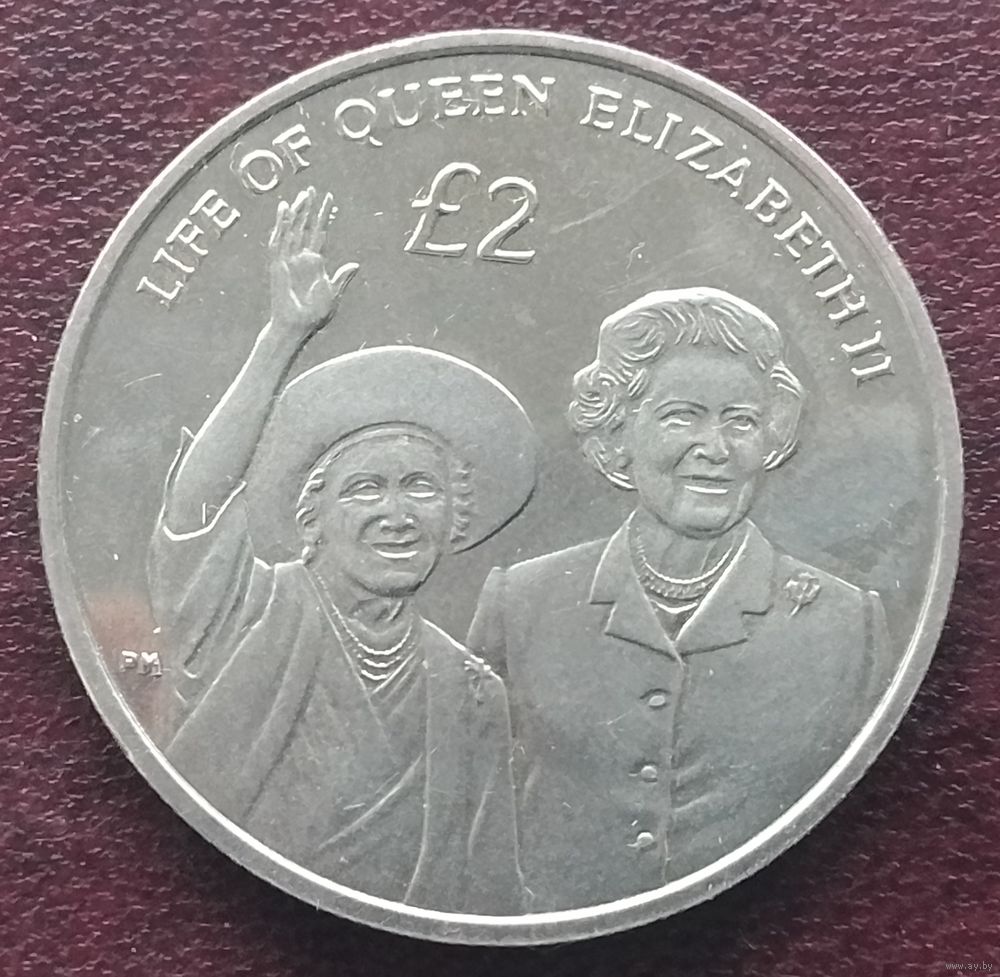 LIFE OF QUEEN ELIZABETH II
£2
PM
www.ay.by